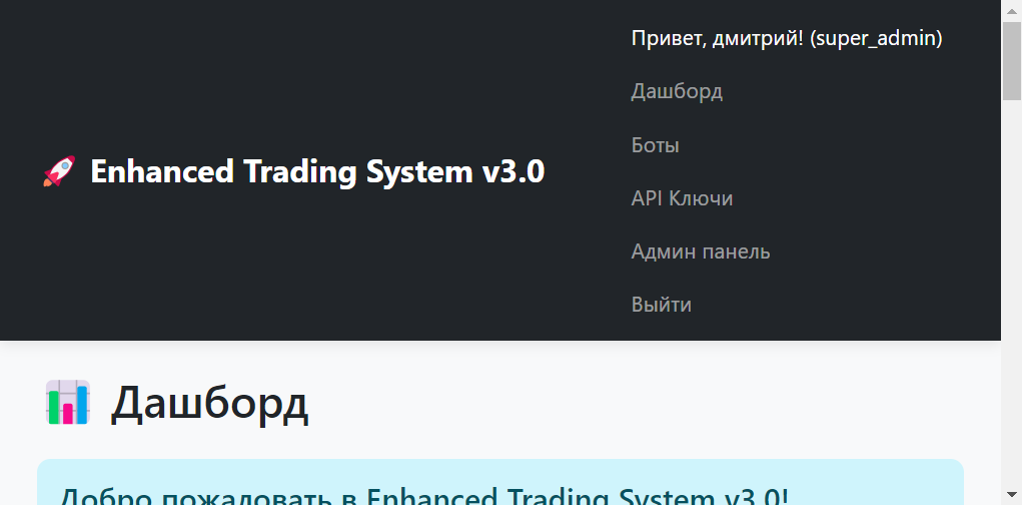 Привет, дмитрий! (super_admin)
Дашборд
Боты
API Ключи
Админ панель
Выйти
Enhanced Trading System v3.0
Дашборд
Добро пожаловать в Enhanced Trading System v3.0!